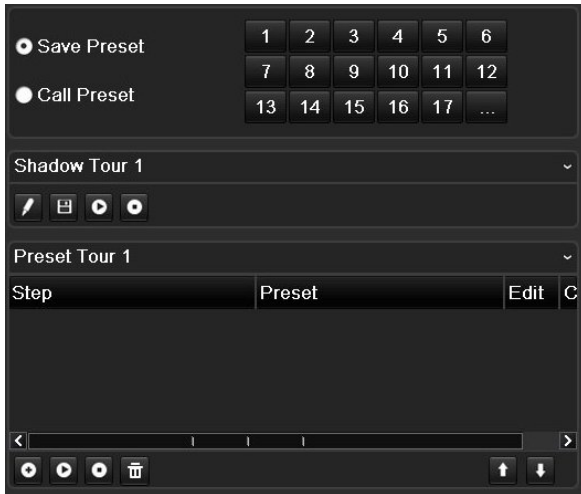 Save Preset
Call Preset
1 2 3 4 5 6
7 8 9 10 11 12
13 14 15 16 17 ...
Shadow Tour 1
Preset Tour 1
Step Preset Edit C